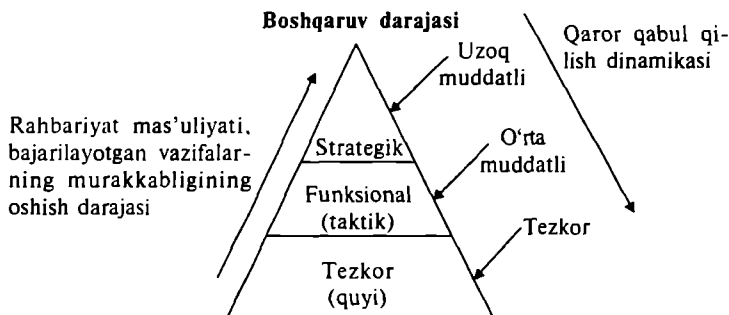 Boshqaruv darajasi
Qaror qabul qi-
lish dinamikasi
Uzoq
muddatli
Rahbariyat mas'uliyati,
bajarilayotgan vazifalar-
ning murakkabligining
oshish darajasi
Strategik
O‘rta
muddatli
Funksional
(taktik)
Tezkor
Tezkor
(quyi)